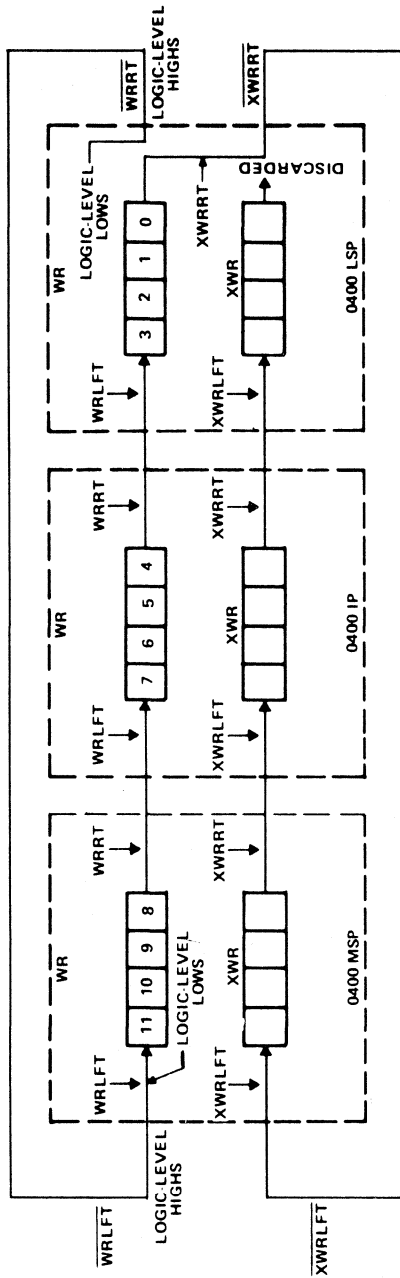 WR
WR
WR
WRLFT
WRRT
WRLFT
WRRT
WRLFT
LOGIC-LEVEL
LOWS
WRLFT
LOGIC-LEVEL
HIGHS
WRRT
LOGIC-LEVEL
HIGHS
11 10 9 8
7 6 5 4
3 2 1 0
LOGIC-LEVEL
LOWS
XWRRT
XWR
XWR
XWR
XWRLFT
XWRRT
XWRLFT
XWRRT
XWRLFT
DISCARDED
XWRLFT
XWRRT
0400 MSP
0400 IP
0400 LSP